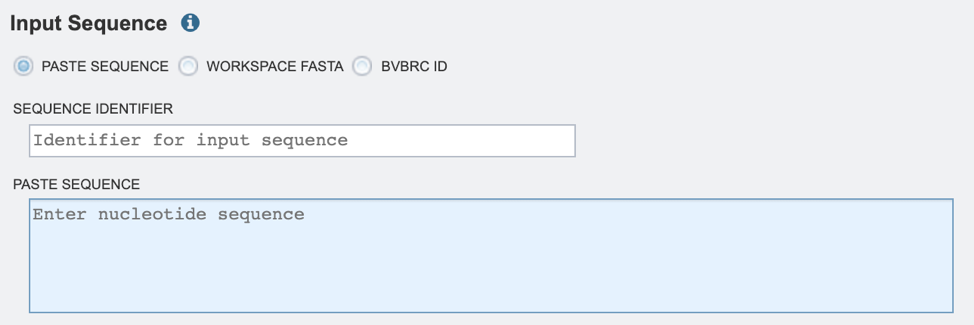 Input Sequence
PASTE SEQUENCE WORKSPACE FASTA BVBRC ID
SEQUENCE IDENTIFIER
Identifier for input sequence
PASTE SEQUENCE
Enter nucleotide sequence